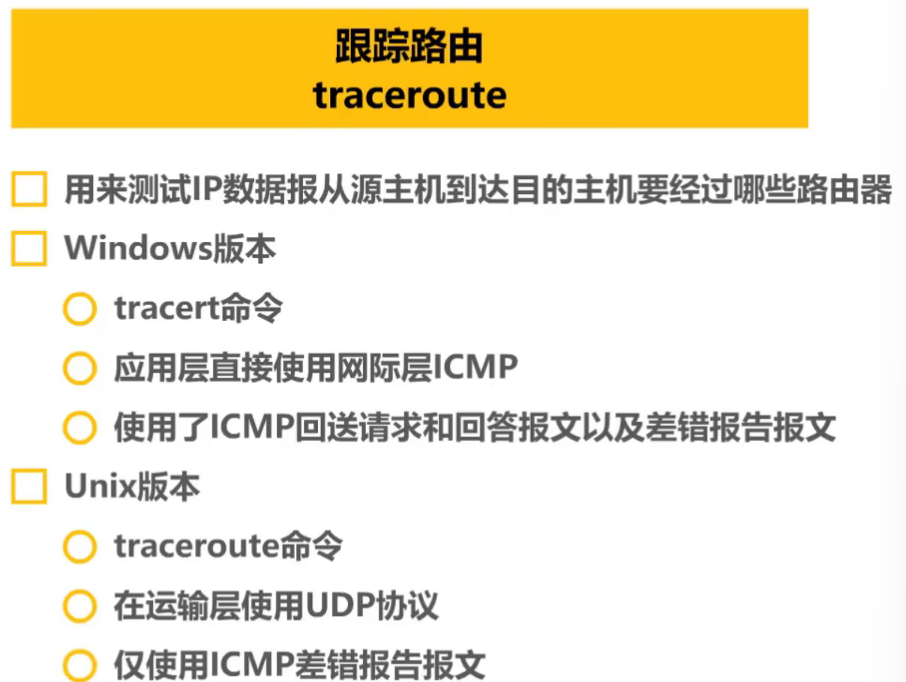 跟踪路由
traceroute
用来测试IP数据报从源主机到达目的主机要经过哪些路由器
Windows版本
tracert命令
应用层直接使用网际层ICMP
使用了ICMP回送请求和回答报文以及差错报告报文
Unix版本
traceroute命令
在运输层使用UDP协议
仅使用ICMP差错报告报文